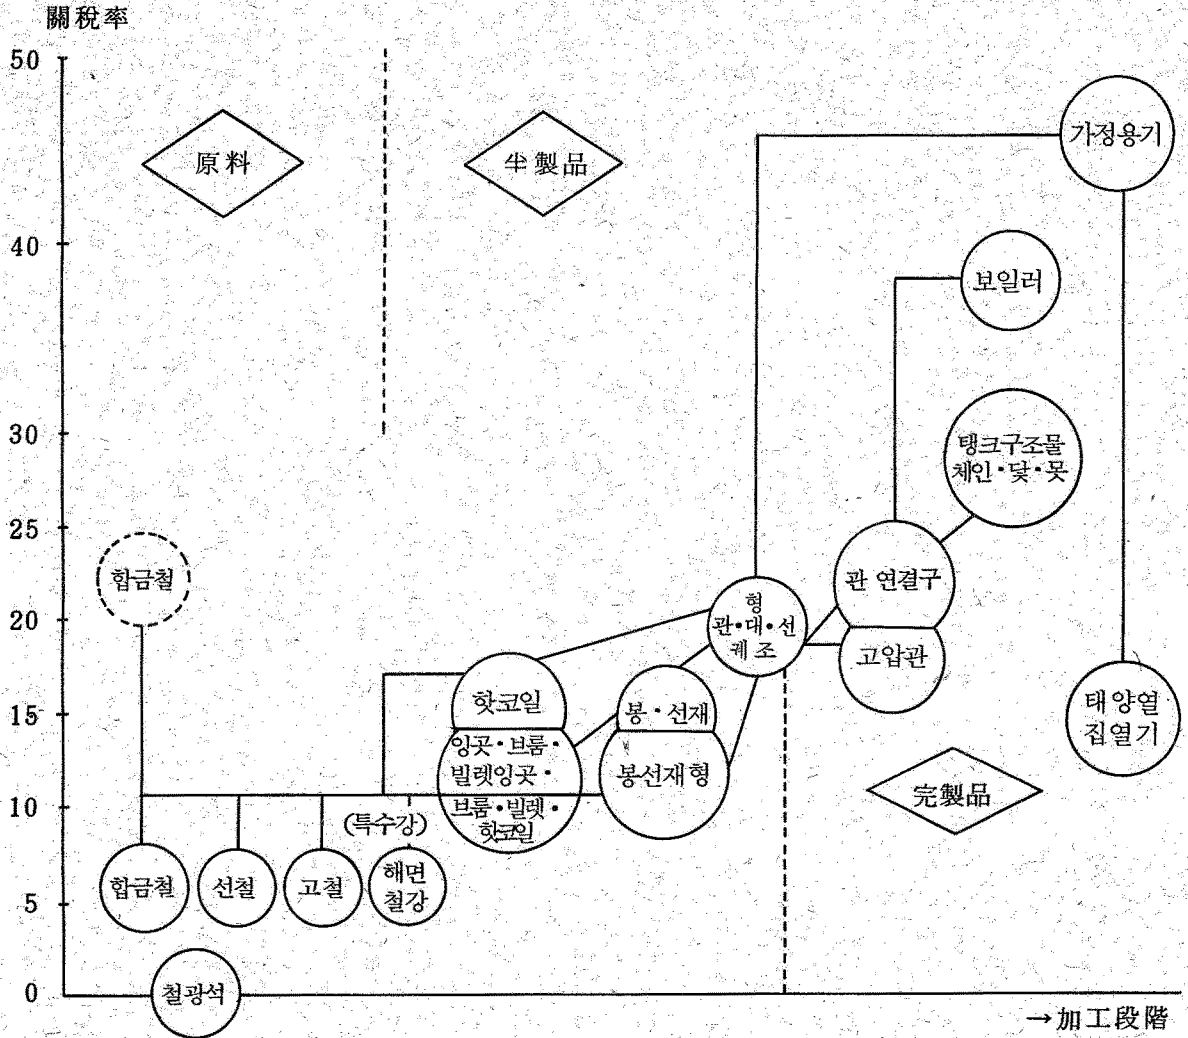 關稅率
50
40
30
25
20
15
10
5
0
原料
半製品
完製品
가정용기
보일러
탱크구조물
체인·닻·못
합금철
관 연결구
고압관
형
관·대·선
궤조
핫코일
잉곳·브룸·
빌렛잉곳·
브룸·빌렛·
핫코일
봉·선재
봉선재형
태양열
집열기
(특수강)
합금철
선철
고철
해면
철강
철광석
→加工段階